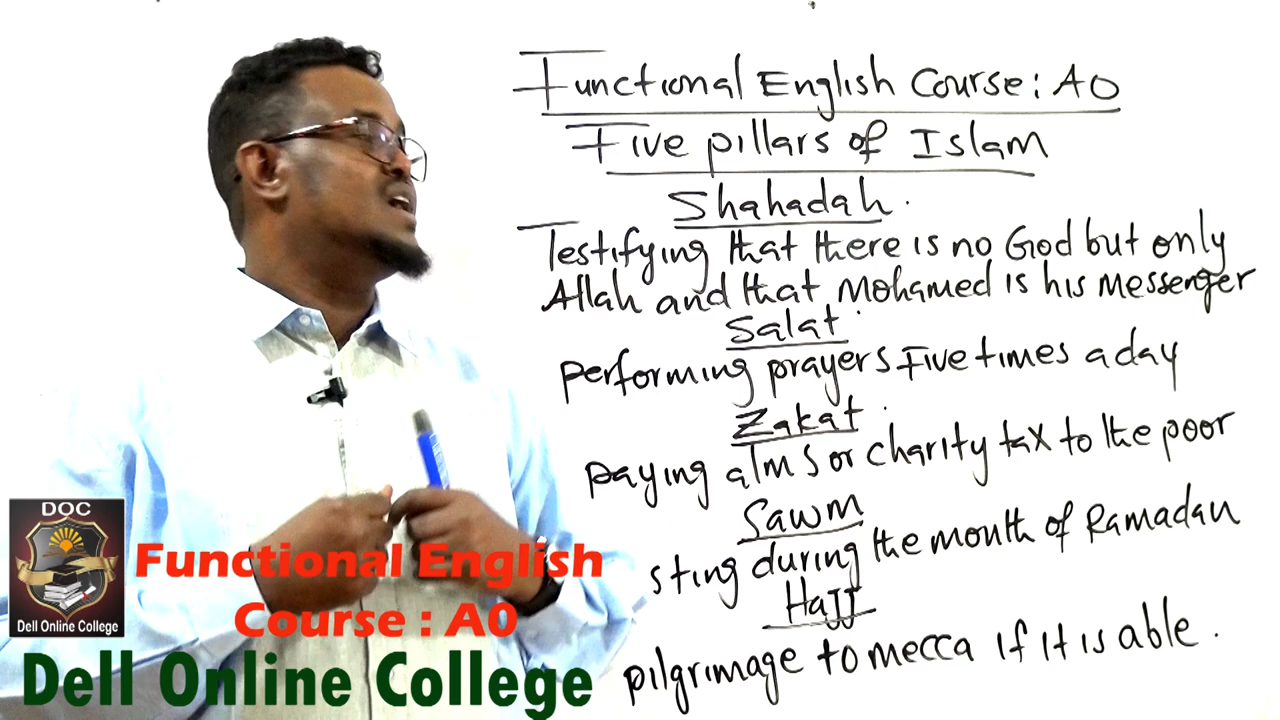 Functional English Course: A0
Five pillars of Islam
Shahadah.
Testifying that there is no God but only
Allah and that Mohamed is his messenger
Salat.
performing prayers Five times a day
Zakat.
paying alms or charity tax to the poor
Sawm
sting during the month of Ramadan
Hajj
pilgrimage to mecca if it is able.
DOC
Dell Online College
Functional English
Course : A0
Dell Online College